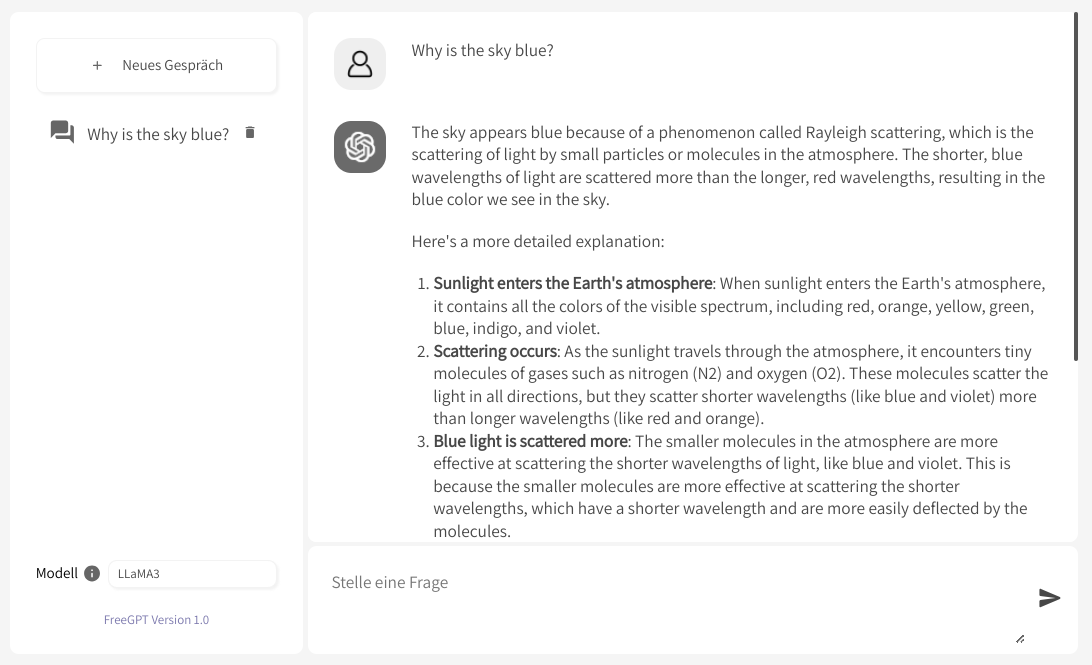 + Neues Gespräch
Why is the sky blue?
Modell
LLaMA3
FreeGPT Version 1.0
Why is the sky blue?
The sky appears blue because of a phenomenon called Rayleigh scattering, which is the
scattering of light by small particles or molecules in the atmosphere. The shorter, blue
wavelengths of light are scattered more than the longer, red wavelengths, resulting in the
blue color we see in the sky.
Here's a more detailed explanation:
1. Sunlight enters the Earth's atmosphere: When sunlight enters the Earth's atmosphere,
it contains all the colors of the visible spectrum, including red, orange, yellow, green,
blue, indigo, and violet.
2. Scattering occurs: As the sunlight travels through the atmosphere, it encounters tiny
molecules of gases such as nitrogen (N2) and oxygen (O2). These molecules scatter the
light in all directions, but they scatter shorter wavelengths (like blue and violet) more
than longer wavelengths (like red and orange).
3. Blue light is scattered more: The smaller molecules in the atmosphere are more
effective at scattering the shorter wavelengths of light, like blue and violet. This is
because the smaller molecules are more effective at scattering the shorter
wavelengths, which have a shorter wavelength and are more easily deflected by the
molecules.
Stelle eine Frage